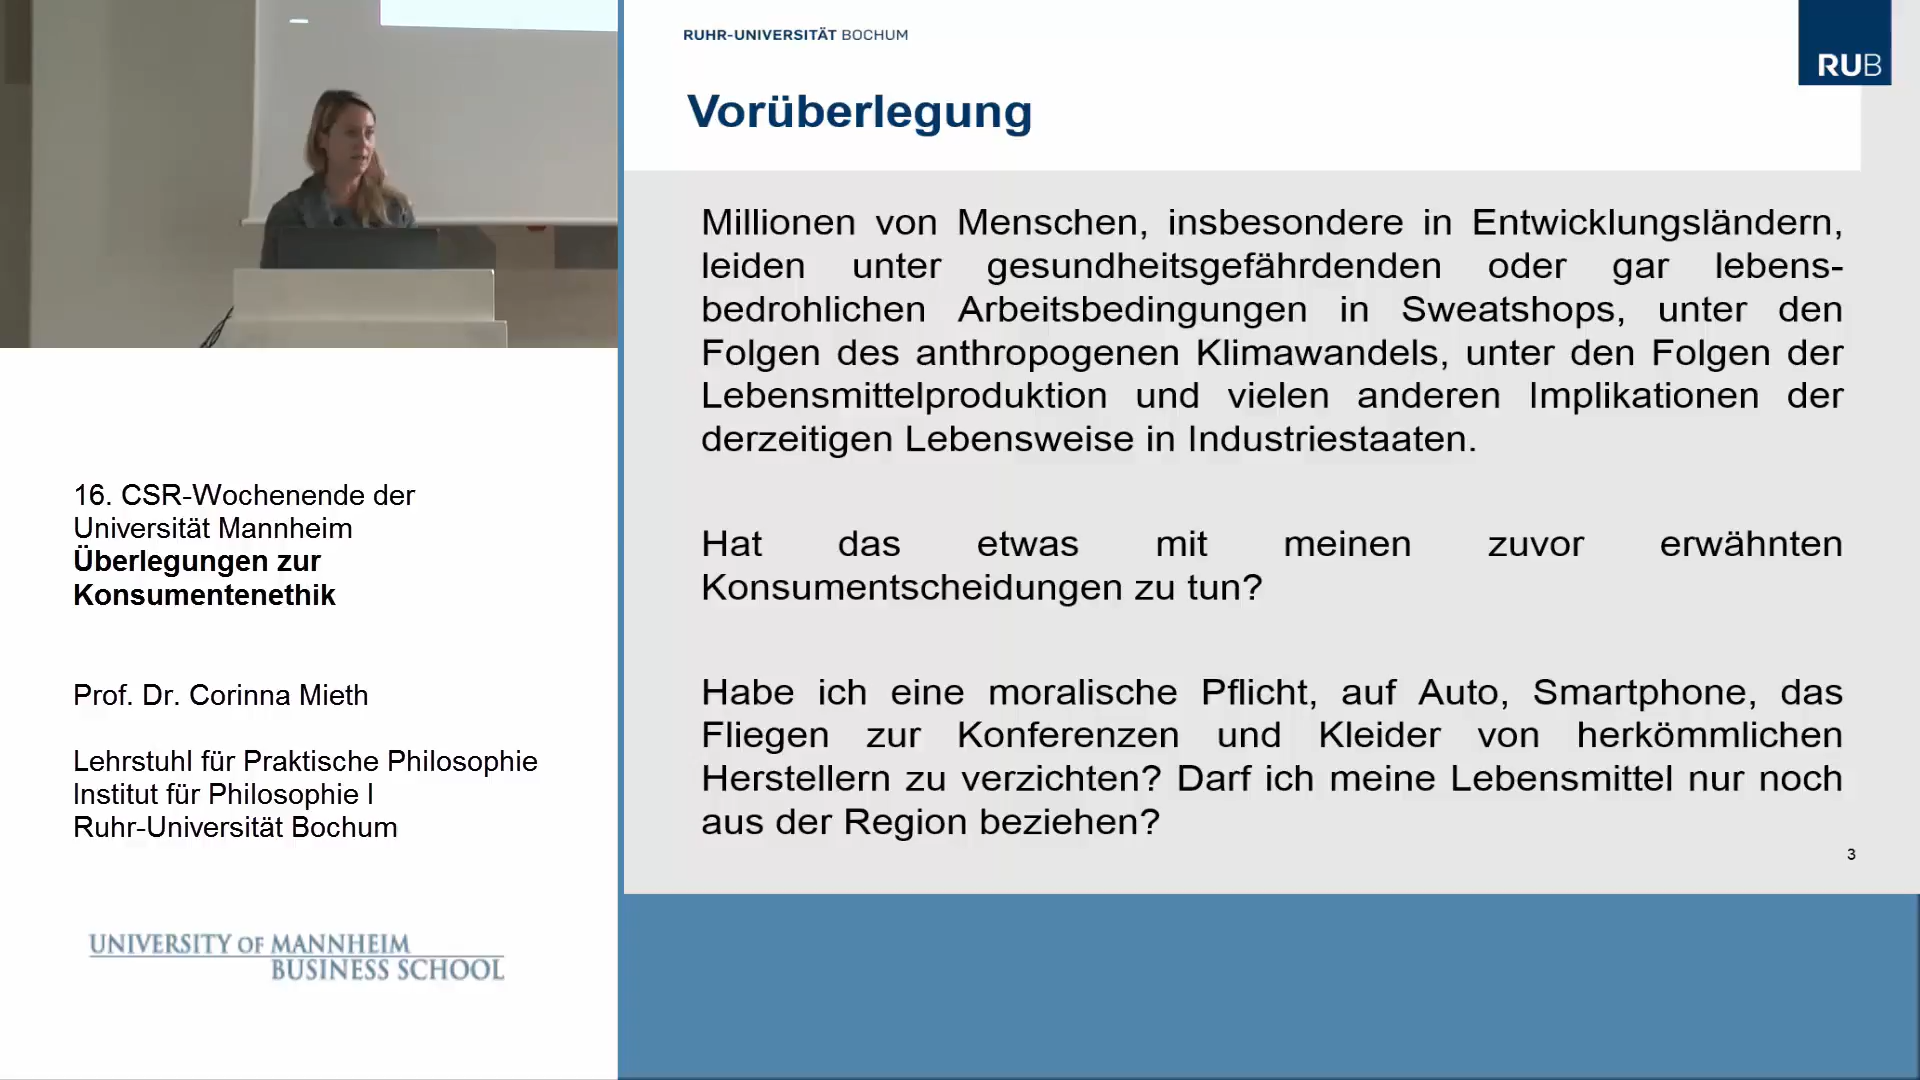 16. CSR-Wochenende der
Universität Mannheim
Überlegungen zur
Konsumentenethik
Prof. Dr. Corinna Mieth
Lehrstuhl für Praktische Philosophie
Institut für Philosophie I
Ruhr-Universität Bochum
UNIVERSITY OF MANNHEIM
BUSINESS SCHOOL
RUHR-UNIVERSITÄT BOCHUM
RUB
Vorüberlegung
Millionen von Menschen, insbesondere in Entwicklungsländern,
leiden unter gesundheitsgefährdenden oder gar lebens-
bedrohlichen Arbeitsbedingungen in Sweatshops, unter den
Folgen des anthropogenen Klimawandels, unter den Folgen der
Lebensmittelproduktion und vielen anderen Implikationen der
derzeitigen Lebensweise in Industriestaaten.
Hat das etwas mit meinen zuvor erwähnten
Konsumentscheidungen zu tun?
Habe ich eine moralische Pflicht, auf Auto, Smartphone, das
Fliegen zur Konferenzen und Kleider von herkömmlichen
Herstellern zu verzichten? Darf ich meine Lebensmittel nur noch
aus der Region beziehen?
3